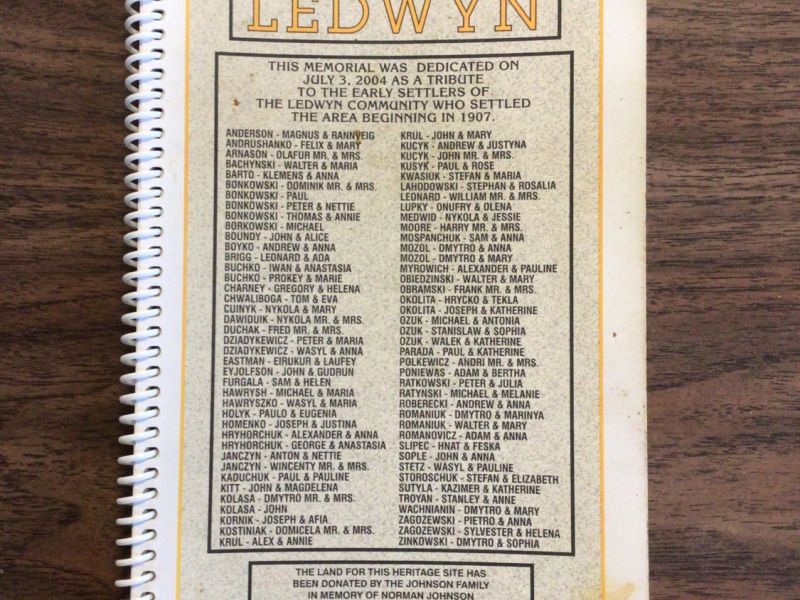 LEDWYN
THIS MEMORIAL WAS DEDICATED ON
JULY 3, 2004 AS A TRIBUTE
TO THE EARLY SETTLERS OF
THE LEDWYN COMMUNITY WHO SETTLED
THE AREA BEGINNING IN 1907.
ANDERSON - MAGNUS & RANNVEIG
ANDRUSHANKO - FELIX & MARY
ARNASON - OLAFUR MR. & MRS.
BACHYNSKI - WALTER & MARIA
BARTO - KLEMENS & ANNA
BONKOWSKI - DOMINIK MR. & MRS.
BONKOWSKI - PAUL
BONKOWSKI - PETER & NETTIE
BONKOWSKI - THOMAS & ANNIE
BORKOWSKI - MICHAEL
BOUNDY - JOHN & ALICE
BOYKO - ANDREW & ANNA
BRIGG - LEONARD & ADA
BUCHKO - IWAN & ANASTASIA
BUCHKO - PROKEY & MARIE
CHARNEY - GREGORY & HELENA
CHWALIBOGA - TOM & EVA
CUINYK - NYKOLA & MARY
DAWIDUIK - NYKOLA MR. & MRS.
DUCHAK - FRED MR. & MRS.
DZIADYKEWICZ - PETER & MARIA
DZIADYKEWICZ - WASYL & ANNA
EASTMAN - EIRUKUR & LAUFEY
EYJOLFSON - JOHN & GUDRUN
FURGALA - SAM & HELEN
HAWRYSH - MICHAEL & MARIA
HAWRYSZKO - WASYL & MARIA
HOLYK - PAULO & EUGENIA
HOMENKO - JOSEPH & JUSTINA
HRYHORCHUK - ALEXANDER & ANNA
HRYHORCHUK - GEORGE & ANASTASIA
JANCZYN - ANTON & NETTIE
JANCZYN - WINCENTY MR. & MRS.
KADUCHUK - PAUL & PAULINE
KITT - JOHN & MAGDELENA
KOLASA - DMYTRO MR. & MRS.
KOLASA - JOHN
KORNIK - JOSEPH & AFIA
KOSTINIAK - DOMICELA MR. & MRS.
KRUL - ALEX & ANNIE
KRUL - JOHN & MARY
KUCYK - ANDREW & JUSTYNA
KUCYK - JOHN MR. & MRS.
KUSYK - PAUL & ROSE
KWASIUK - STEFAN & MARIA
LAHODOWSKI - STEPHAN & ROSALIA
LEONARD - WILLIAM MR. & MRS.
LUPKY - ONUFRY & OLENA
MEDWID - NYKOLA & JESSIE
MOORE - HARRY MR. & MRS.
MOSPANCHUK - SAM & ANNA
MOZOL - DMYTRO & ANNA
MOZOL - DMYTRO & MARY
MYROWICH - ALEXANDER & PAULINE
OBIEDZINSKI - WALTER & MARY
OBRAMSKI - FRANK MR. & MRS.
OKOLITA - HRYCKO & TEKLA
OKOLITA - JOSEPH & KATHERINE
OZUK - MICHAEL & ANTONIA
OZUK - STANISLAW & SOPHIA
OZUK - WALEK & KATHERINE
PARADA - PAUL & KATHERINE
POLKEWICZ - ANDRI MR. & MRS.
PONIEWAS - ADAM & BERTHA
RATKOWSKI - PETER & JULIA
RATYNSKI - MICHAEL & MELANIE
ROBERECKI - ANDREW & ANNA
ROMANIUK - DMYTRO & MARINYA
ROMANIUK - WALTER & MARY
ROMANOVICZ - ADAM & ANNA
SLIPEC - HNAT & FESKA
SOPLE - JOHN & ANNA
STETZ - WASYL & PAULINE
STOROSCHUK - STEFAN & ELIZABETH
SUTYLA - KAZIMER & KATHERINE
TROYAN - STANLEY & ANNE
WACHNIANIN - DMYTRO & MARY
ZAGOZEWSKI - PIETRO & ANNA
ZAGOZEWSKI - SYLVESTER & HELENA
ZINKOWSKI - DMYTRO & SOPHIA
THE LAND FOR THIS HERITAGE SITE HAS
BEEN DONATED BY THE JOHNSON FAMILY
IN MEMORY OF NORMAN JOHNSON